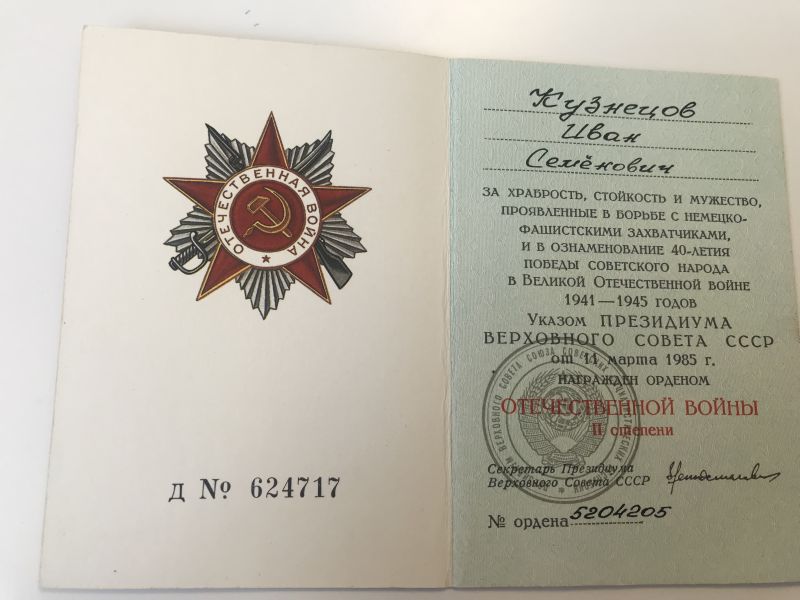 ОТЕЧЕСТВЕННАЯ ВОЙНА
Д № 624717
Кузнецов
Иван
Семёнович
ЗА ХРАБРОСТЬ, СТОЙКОСТЬ И МУЖЕСТВО,
ПРОЯВЛЕННЫЕ В БОРЬБЕ С НЕМЕЦКО-
ФАШИСТСКИМИ ЗАХВАТЧИКАМИ,
И В ОЗНАМЕНОВАНИЕ 40-ЛЕТИЯ
ПОБЕДЫ СОВЕТСКОГО НАРОДА
В ВЕЛИКОЙ ОТЕЧЕСТВЕННОЙ ВОЙНЕ
1941—1945 ГОДОВ
УКАЗОМ ПРЕЗИДИУМА
ВЕРХОВНОГО СОВЕТА СССР
от 11 марта 1985 г.
НАГРАЖДЕН ОРДЕНОМ
ОТЕЧЕСТВЕННОЙ ВОЙНЫ
II степени
Секретарь Президиума
Верховного Совета СССР
№ ордена 5204205